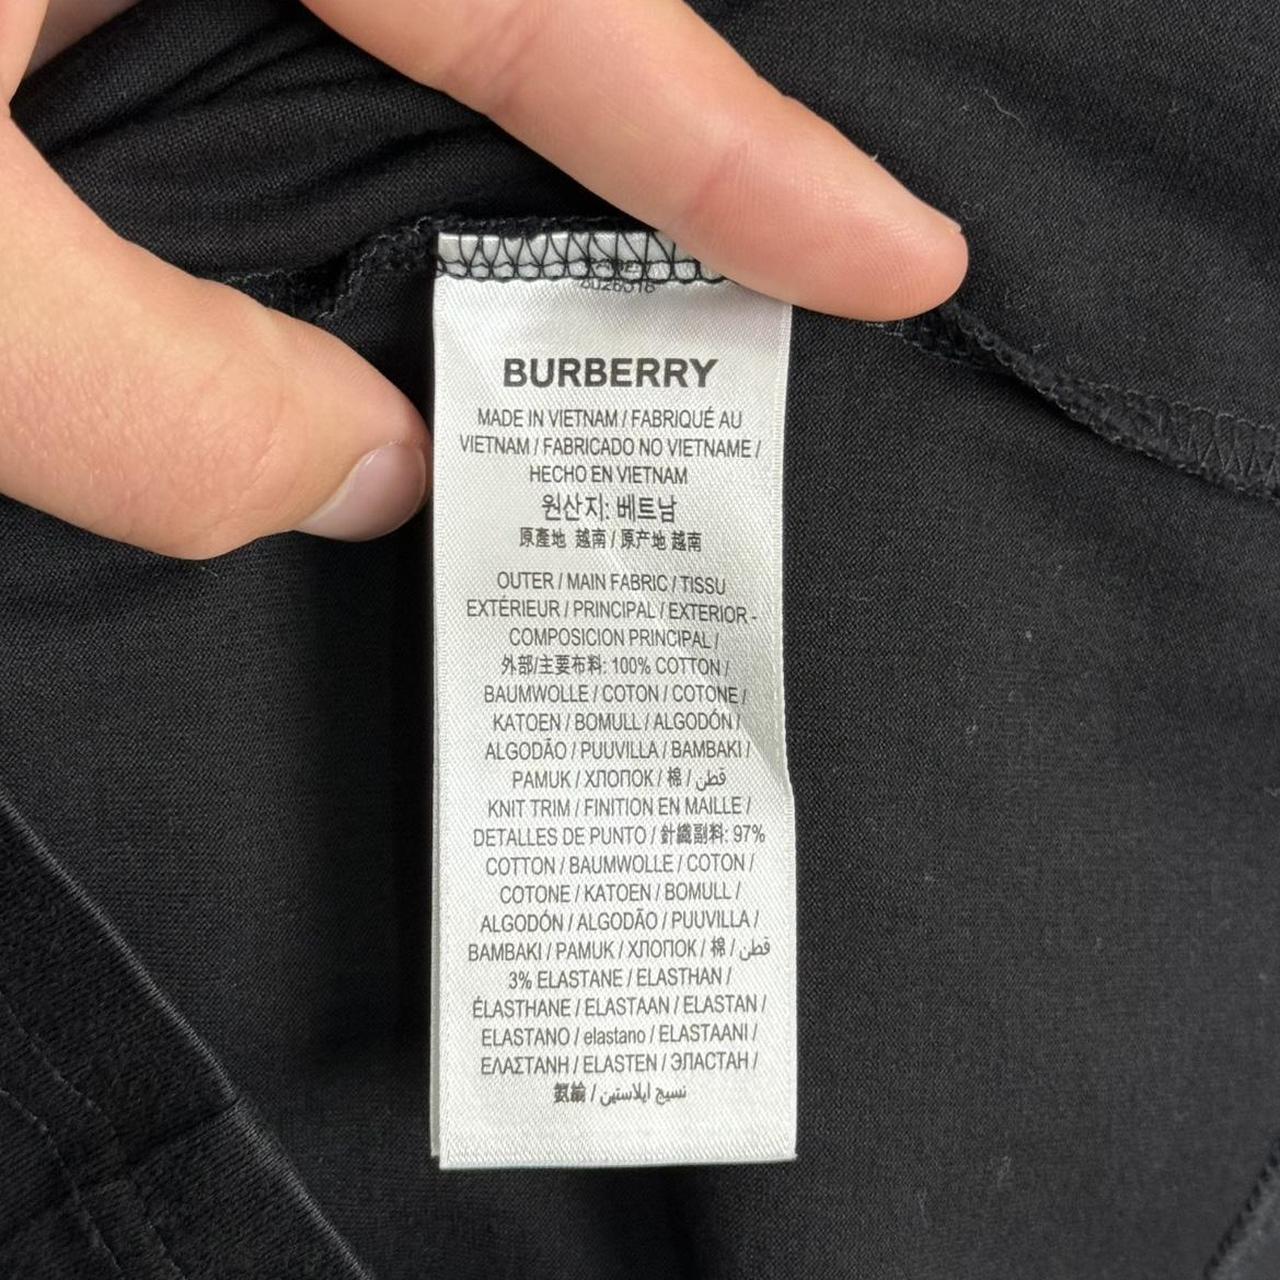 BURBERRY
MADE IN VIETNAM / FABRIQUÉ AU
VIETNAM / FABRICADO NO VIETNAME /
HECHO EN VIETNAM
원산지: 베트남
原產地 越南 / 原产地 越南
OUTER / MAIN FABRIC / TISSU
EXTÉRIEUR / PRINCIPAL / EXTERIOR -
COMPOSICION PRINCIPAL /
外部/主要布料: 100% COTTON /
BAUMWOLLE / COTON / COTONE /
KATOEN / BOMULL / ALGODÓN /
ALGODÃO / PUUVILLA / BAMBAKI /
PAMUK / ХЛОПОК / 棉 / قطن
KNIT TRIM / FINITION EN MAILLE /
DETALLES DE PUNTO / 針織副料: 97%
COTTON / BAUMWOLLE / COTON /
COTONE / KATOEN / BOMULL /
ALGODÓN / ALGODÃO / PUUVILLA /
BAMBAKI / PAMUK / ХЛОПОК / 棉 / قطن
3% ELASTANE / ELASTHAN /
ÉLASTHANE / ELASTAAN / ELASTAN /
ELASTANO / elastano / ELASTAANI /
ΕΛΑΣΤΑΝΗ / ELASTEN / ЭЛАСТАН /
氨綸 / نسيج ايلاستين